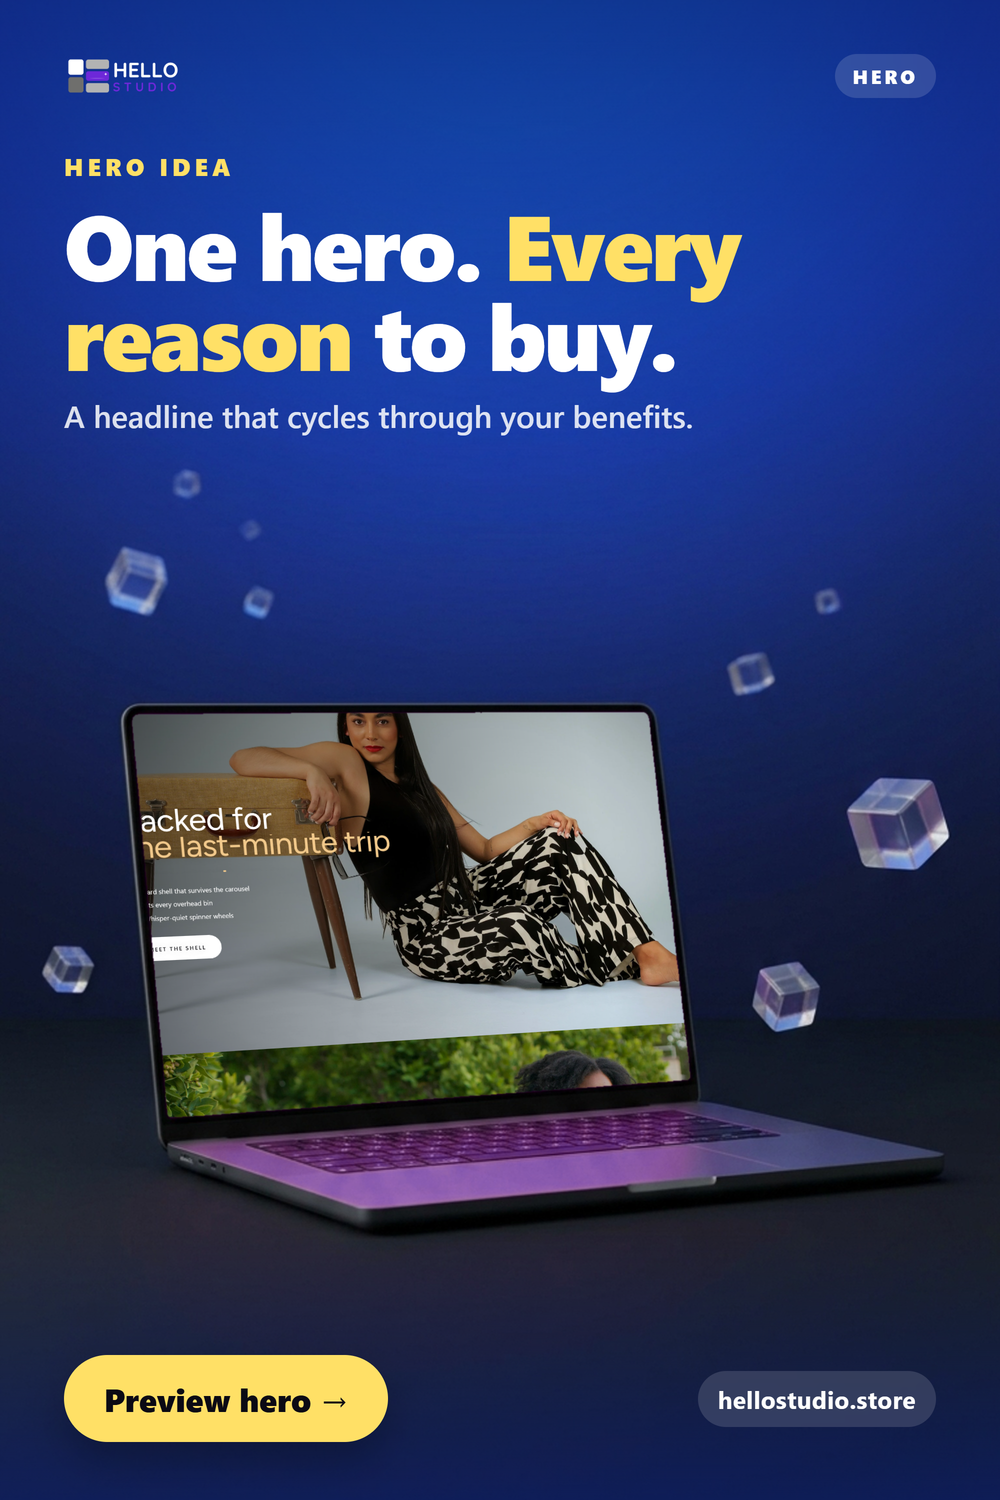 HELLO
STUDIO
HERO
HERO IDEA
One hero. Every
reason to buy.
A headline that cycles through your benefits.
acked for
he last-minute trip
ard shell that survives the carousel
ts every overhead bin
hisper-quiet spinner wheels
EET THE SHELL
Preview hero →
hellostudio.store